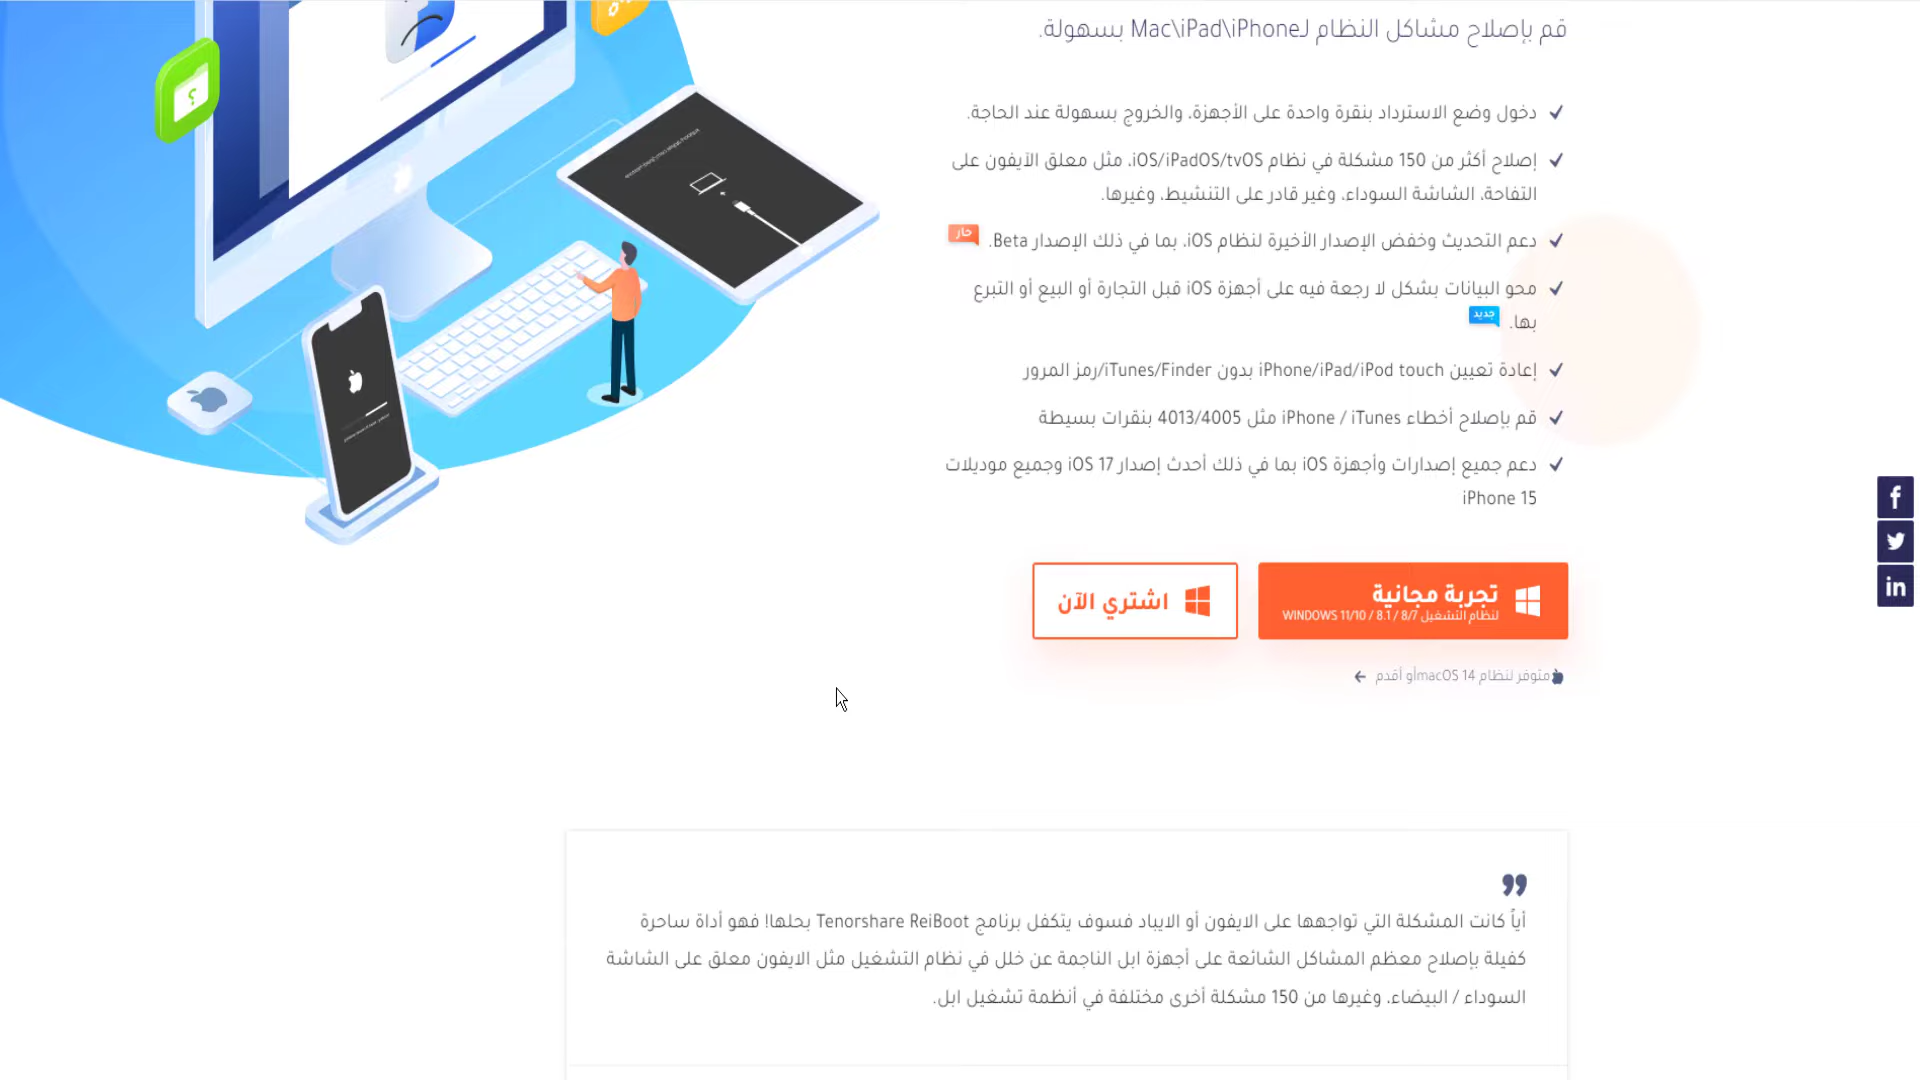 قم بإصلاح مشاكل النظام لـMac\iPad\iPhone بسهولة.
دخول وضع الاسترداد بنقرة واحدة على الأجهزة، والخروج بسهولة عند الحاجة.
إصلاح أكثر من 150 مشكلة في نظام iOS/iPadOS/tvOS، مثل معلق الآيفون على
التفاحة، الشاشة السوداء، وغير قادر على التنشيط، وغيرها.
دعم التحديث وخفض الإصدار الأخيرة لنظام iOS، بما في ذلك الإصدار Beta. حار
محو البيانات بشكل لا رجعة فيه على أجهزة iOS قبل التجارة أو البيع أو التبرع
بها. جديد
إعادة تعيين iPhone/iPad/iPod touch بدون iTunes/Finder/رمز المرور
قم بإصلاح أخطاء iPhone / iTunes مثل 4013/4005 بنقرات بسيطة
دعم جميع إصدارات وأجهزة iOS بما في ذلك أحدث إصدار iOS 17 وجميع موديلات
iPhone 15
تجربة مجانية
لنظام التشغيل WINDOWS 11/10 / 8.1 / 8/7
اشتري الآن
متوفر لنظام macOS 14أو أقدم
أياً كانت المشكلة التي تواجهها على الايفون أو الايباد فسوف يتكفل برنامج Tenorshare ReiBoot بحلها! فهو أداة ساحرة
كفيلة بإصلاح معظم المشاكل الشائعة على أجهزة ابل الناجمة عن خلل في نظام التشغيل مثل الايفون معلق على الشاشة
السوداء / البيضاء، وغيرها من 150 مشكلة أخرى مختلفة في أنظمة تشغيل ابل.